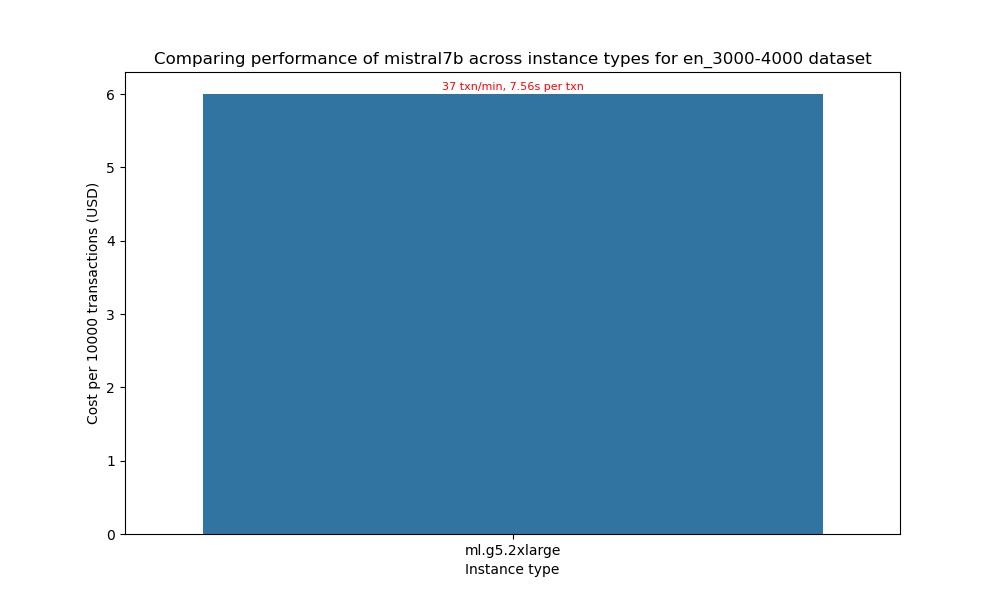 Comparing performance of mistral7b across instance types for en_3000-4000 dataset
37 txn/min, 7.56s per txn
6
5
4
3
2
1
0
Cost per 10000 transactions (USD)
ml.g5.2xlarge
Instance type